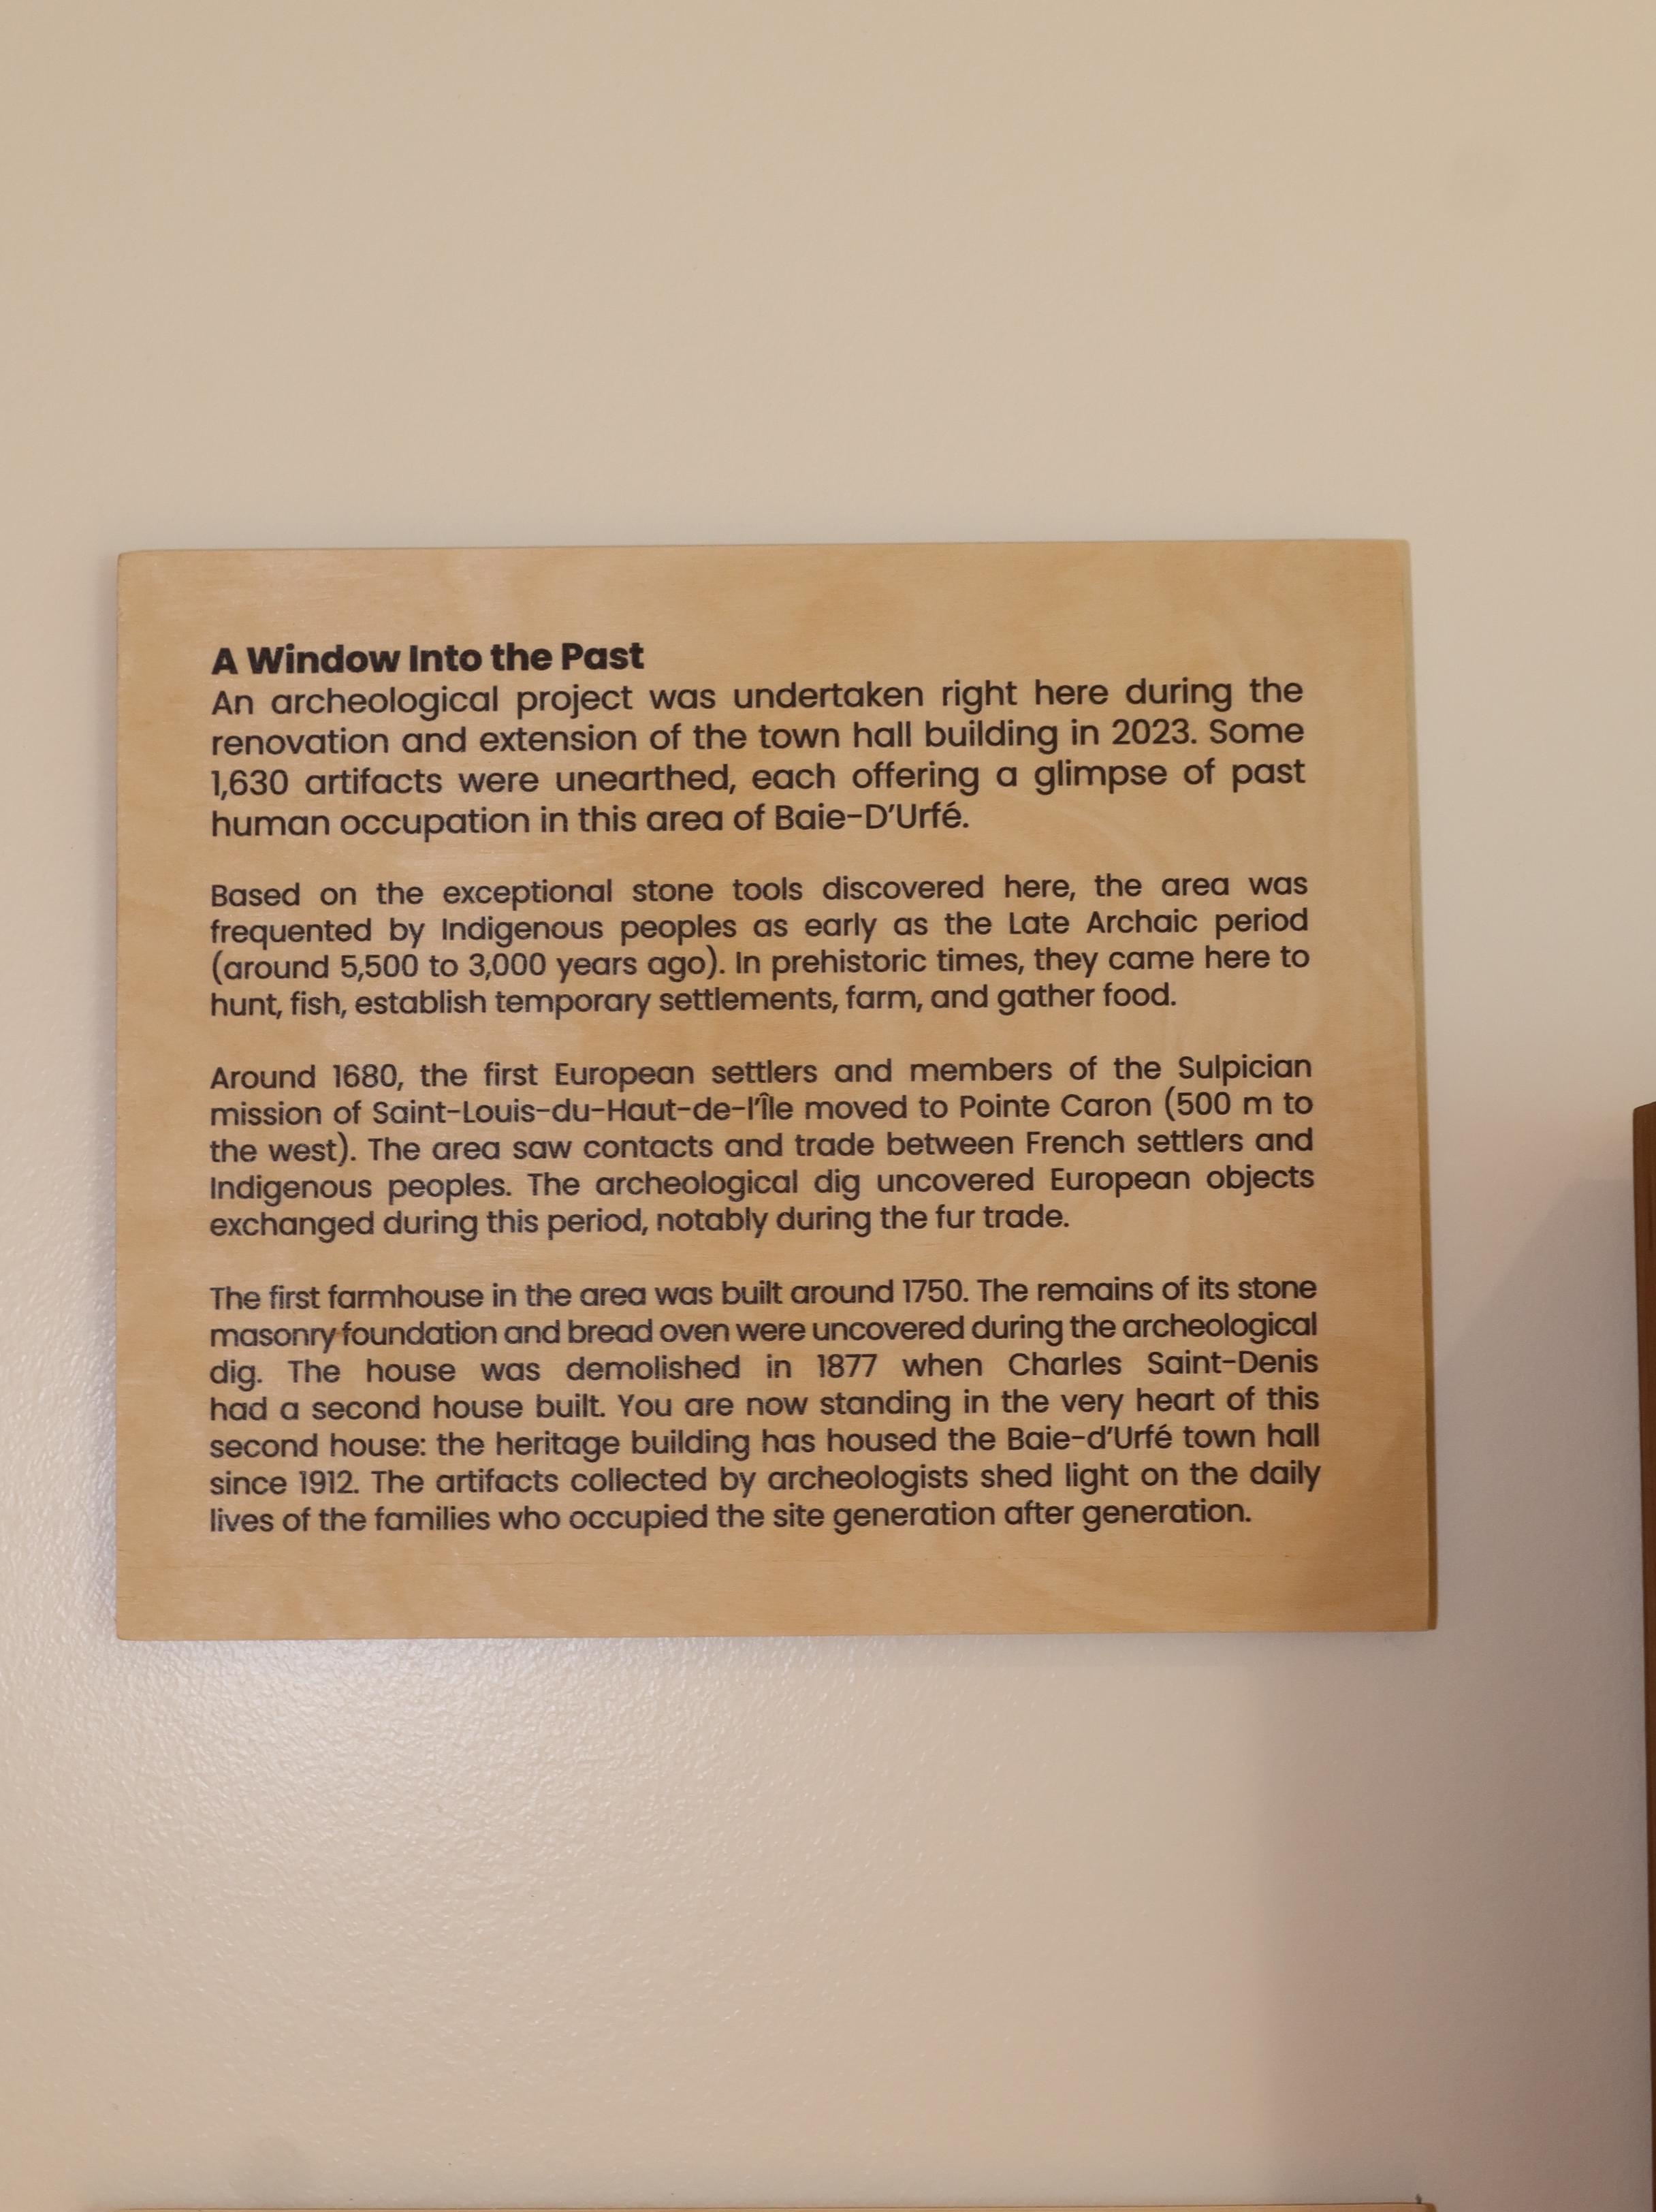 A Window Into the Past
An archeological project was undertaken right here during the
renovation and extension of the town hall building in 2023. Some
1,630 artifacts were unearthed, each offering a glimpse of past
human occupation in this area of Baie-D'Urfé.
Based on the exceptional stone tools discovered here, the area was
frequented by Indigenous peoples as early as the Late Archaic period
(around 5,500 to 3,000 years ago). In prehistoric times, they came here to
hunt, fish, establish temporary settlements, farm, and gather food.
Around 1680, the first European settlers and members of the Sulpician
mission of Saint-Louis-du-Haut-de-l'Île moved to Pointe Caron (500 m to
the west). The area saw contacts and trade between French settlers and
Indigenous peoples. The archeological dig uncovered European objects
exchanged during this period, notably during the fur trade.
The first farmhouse in the area was built around 1750. The remains of its stone
masonry foundation and bread oven were uncovered during the archeological
dig. The house was demolished in 1877 when Charles Saint-Denis
had a second house built. You are now standing in the very heart of this
second house: the heritage building has housed the Baie-d'Urfé town hall
since 1912. The artifacts collected by archeologists shed light on the daily
lives of the families who occupied the site generation after generation.